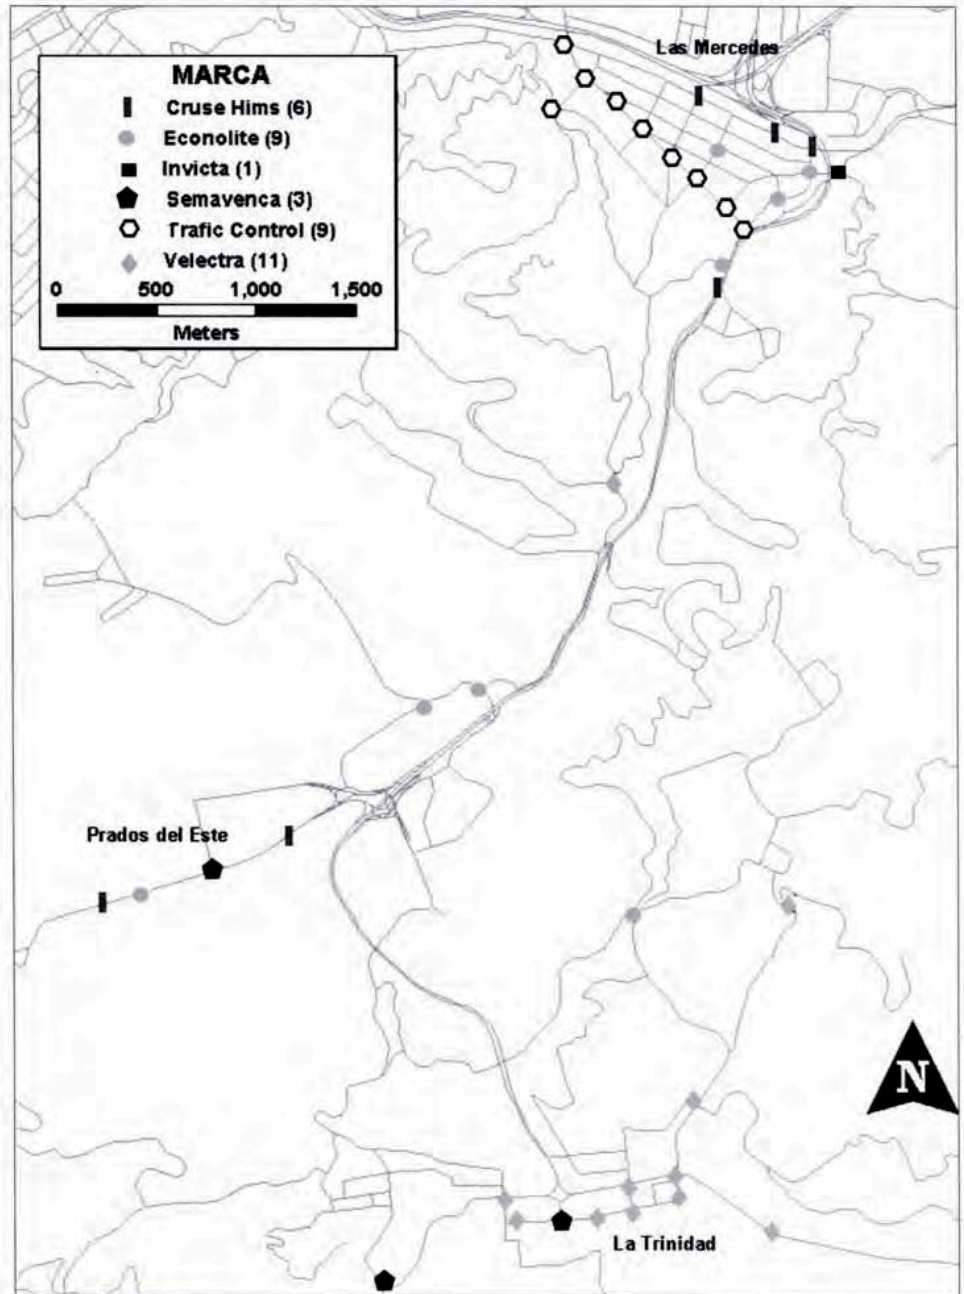 Las Mercedes
MARCA
Cruse Hims (6)
Econolite (9)
Invicta (1)
Semavenca (3)
Trafic Control (9)
Velectra (11)
0 500 1,000 1,500
Meters
Prados del Este
N
La Trinidad